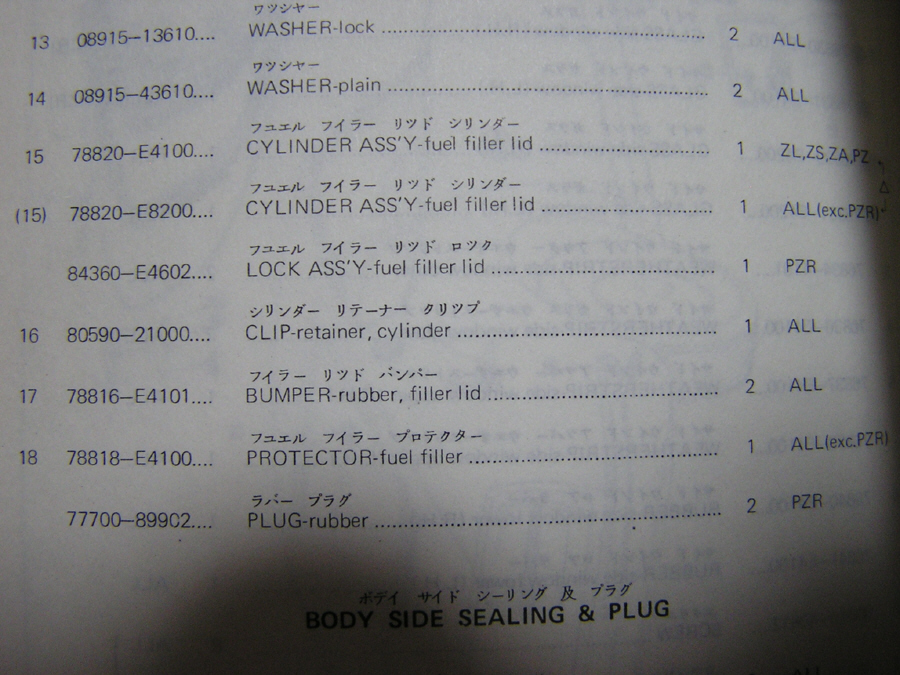 ワツシヤー
13 08915-13610.... WASHER-lock .................... 2 ALL
ワツシヤー
14 08915-43610.... WASHER-plain .................... 2 ALL
フユエル フイラー リツド シリンダー
15 78820-E4100.... CYLINDER ASS'Y-fuel filler lid .................... 1 ZL,ZS,ZA,PZ
フユエル フイラー リツド シリンダー
(15) 78820-E8200.... CYLINDER ASS'Y-fuel filler lid .................... 1 ALL(exc.PZR)
フユエル フイラー リツド ロツク
84360-E4602.... LOCK ASS'Y-fuel filler lid .................... 1 PZR
シリンダー リテーナー クリツプ
16 80590-21000.... CLIP-retainer, cylinder .................... 1 ALL
フイラー リツド バンパー
17 78816-E4101.... BUMPER-rubber, filler lid .................... 2 ALL
フユエル フイラー プロテクター
18 78818-E4100.... PROTECTOR-fuel filler .................... 1 ALL(exc.PZR)
ラバー プラグ
77700-89902.... PLUG-rubber .................... 2 PZR
ボデイ サイド シーリング 及 プラグ
BODY SIDE SEALING & PLUG